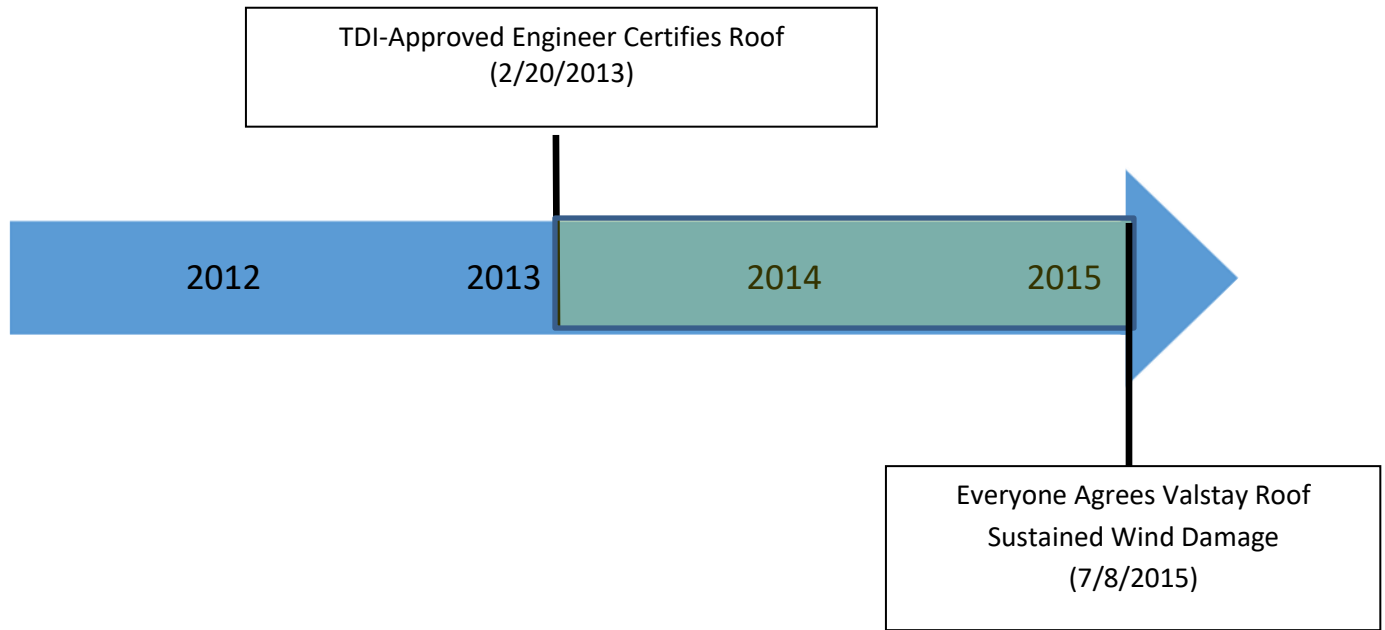 TDI-Approved Engineer Certifies Roof
(2/20/2013)
2012 2013 2014 2015
Everyone Agrees Valstay Roof
Sustained Wind Damage
(7/8/2015)